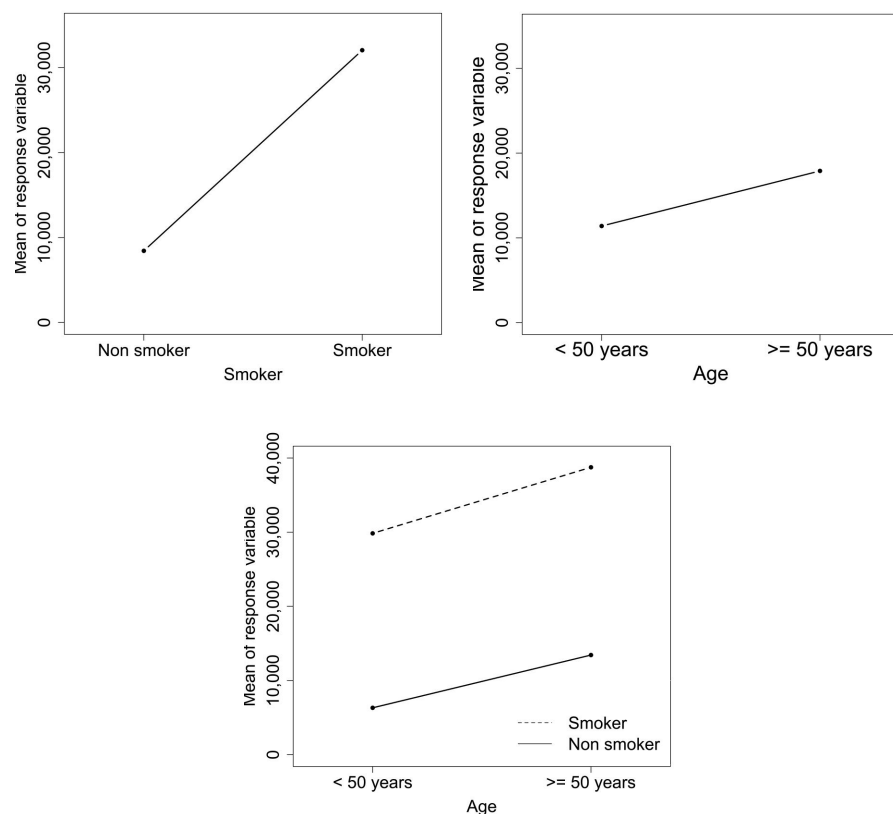 Mean of response variable
30,000
20,000
10,000
0
Non smoker
Smoker
Smoker
Mean of response variable
30,000
20,000
10,000
0
< 50 years
>= 50 years
Age
Mean of response variable
40,000
30,000
20,000
10,000
0
Smoker
Non smoker
< 50 years
>= 50 years
Age